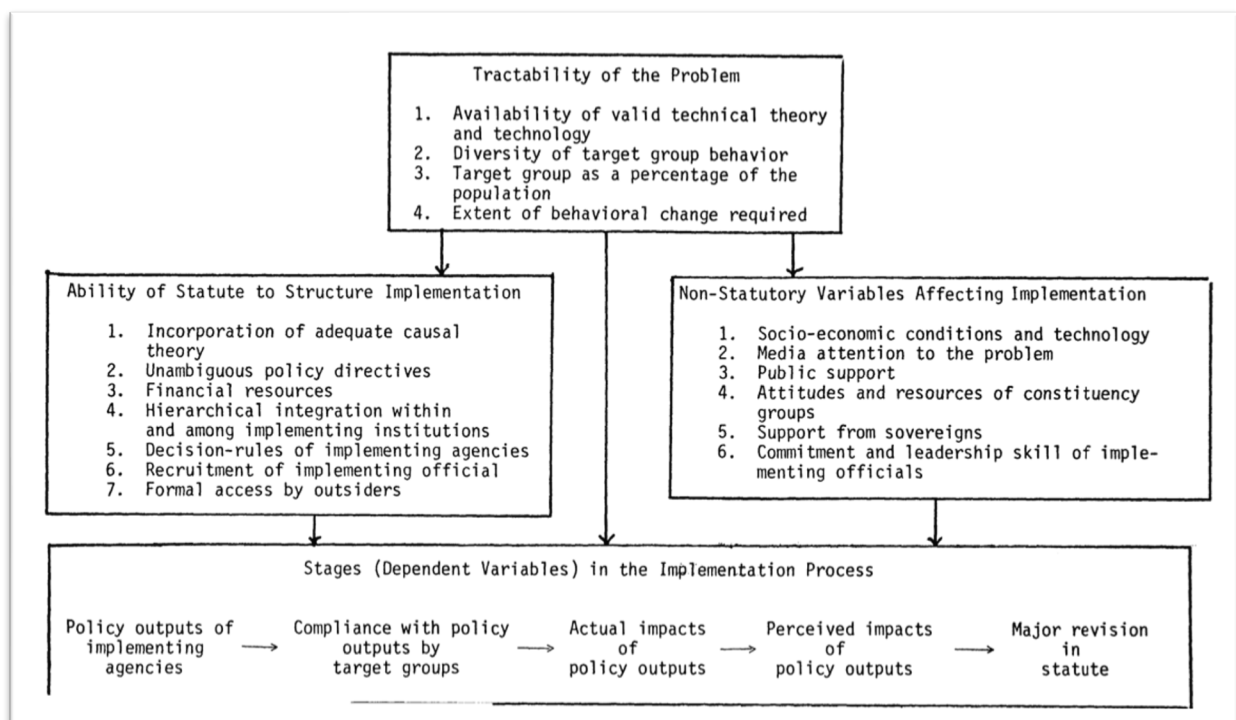 Tractability of the Problem
1. Availability of valid technical theory
and technology
2. Diversity of target group behavior
3. Target group as a percentage of the
population
4. Extent of behavioral change required
Ability of Statute to Structure Implementation
1. Incorporation of adequate causal
theory
2. Unambiguous policy directives
3. Financial resources
4. Hierarchical integration within
and among implementing institutions
5. Decision-rules of implementing agencies
6. Recruitment of implementing official
7. Formal access by outsiders
Non-Statutory Variables Affecting Implementation
1. Socio-economic conditions and technology
2. Media attention to the problem
3. Public support
4. Attitudes and resources of constituency
groups
5. Support from sovereigns
6. Commitment and leadership skill of imple-
menting officials
Stages (Dependent Variables) in the Implementation Process
Policy outputs of
implementing
agencies
Compliance with policy
outputs by
target groups
Actual impacts
of
policy outputs
Perceived impacts
of
policy outputs
Major revision
in
statute